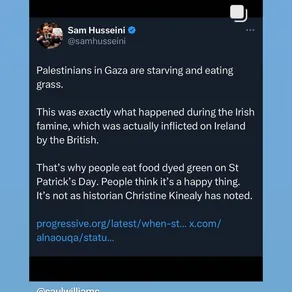 Sam Husseini
@samhusseini
Palestinians in Gaza are starving and eating
grass.
This was exactly what happened during the Irish
famine, which was actually inflicted on Ireland
by the British.
That's why people eat food dyed green on St
Patrick's Day. People think it's a happy thing.
It's not as historian Christine Kinealy has noted.
progressive.org/latest/when-st... x.com/
alnaouqa/statu...
@saulwilliams